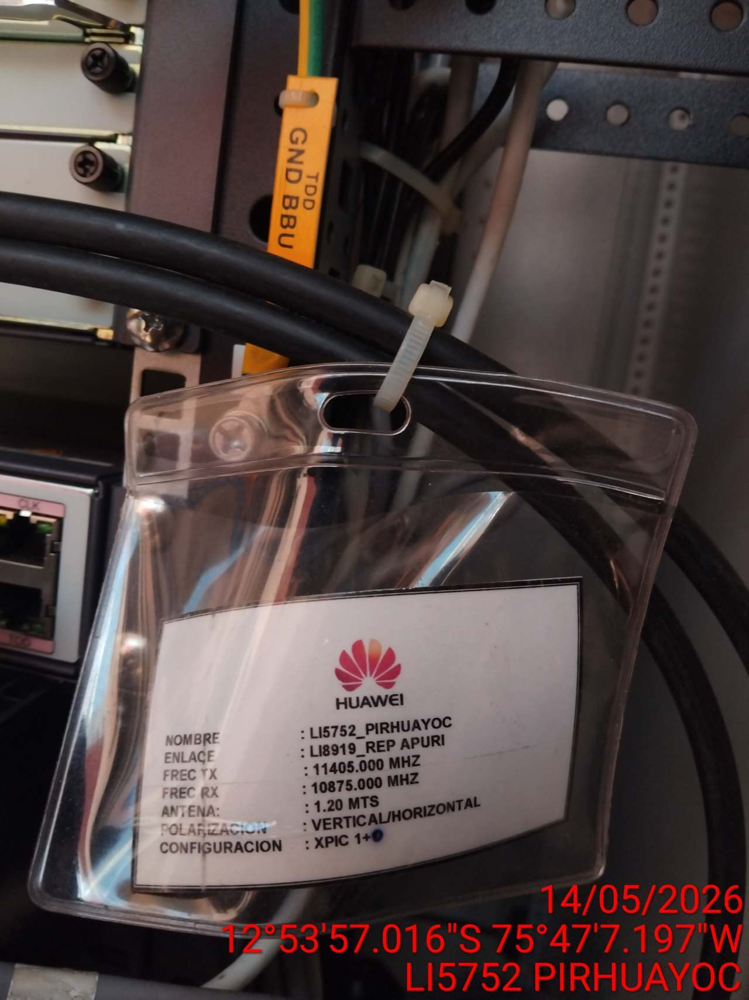 TDD
GND BBU
CLK
TOD
HUAWEI
NOMBRE : LI5752_PIRHUAYOC
ENLACE : LI8919_REP APURI
FREC TX : 11405.000 MHZ
FREC RX : 10875.000 MHZ
ANTENA: : 1.20 MTS
POLARIZACION : VERTICAL/HORIZONTAL
CONFIGURACION : XPIC 1+0
14/05/2026
12°53'57.016"S 75°47'7.197"W
LI5752 PIRHUAYOC